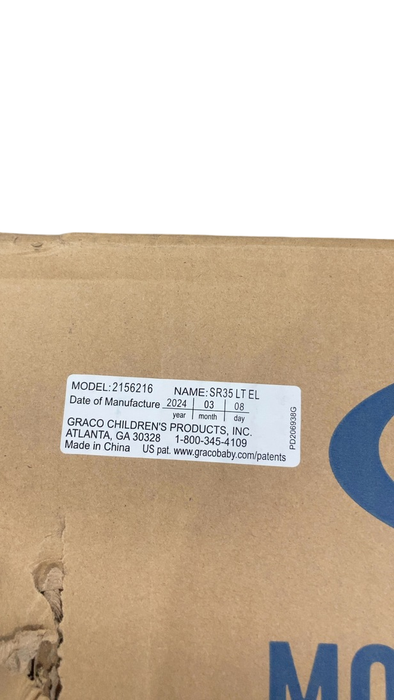 MODEL: 2156216 NAME: SR35 LT EL
Date of Manufacture 2024 03 08
year month day
GRACO CHILDREN'S PRODUCTS, INC.
ATLANTA, GA 30328 1-800-345-4109
Made in China US pat. www.gracobaby.com/patents
PD206938G
MO